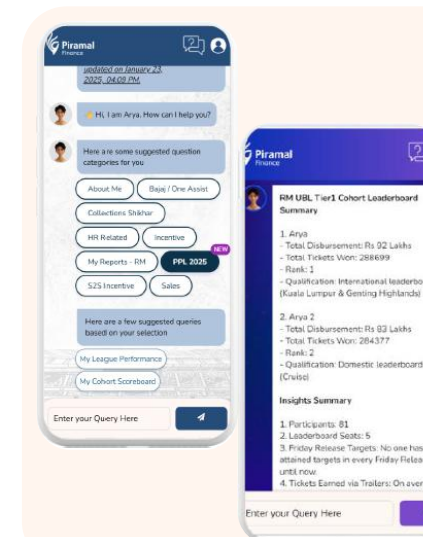 Piramal
Finance
updated on January 23,
2025, 04:08 PM.
Hi, I am Arya. How can I help you?
Here are some suggested question
categories for you
About Me
Bajaj / One Assist
Collections Shikhar
HR Related
Incentive
NEW
My Reports - RM
PPL 2025
S2S Incentive
Sales
Here are a few suggested queries
based on your selection
My League Performance
My Cohort Scoreboard
Enter your Query Here
Piramal
Finance
RM UBL Tier1 Cohort Leaderboard
Summary
1. Arya
- Total Disbursement: Rs 92 Lakhs
- Total Tickets Won: 288699
- Rank: 1
- Qualification: International leaderbo
(Kuala Lumpur & Genting Highlands)
2. Arya 2
- Total Disbursement: Rs 83 Lakhs
- Total Tickets Won: 284377
- Rank: 2
- Qualification: Domestic leaderboard
(Cruise)
Insights Summary
1. Participants: 81
2. Leaderboard Seats: 5
3. Friday Release Targets: No one has
attained targets in every Friday Relea
until now.
4. Tickets Earned via Trailers: On aver
Enter your Query Here